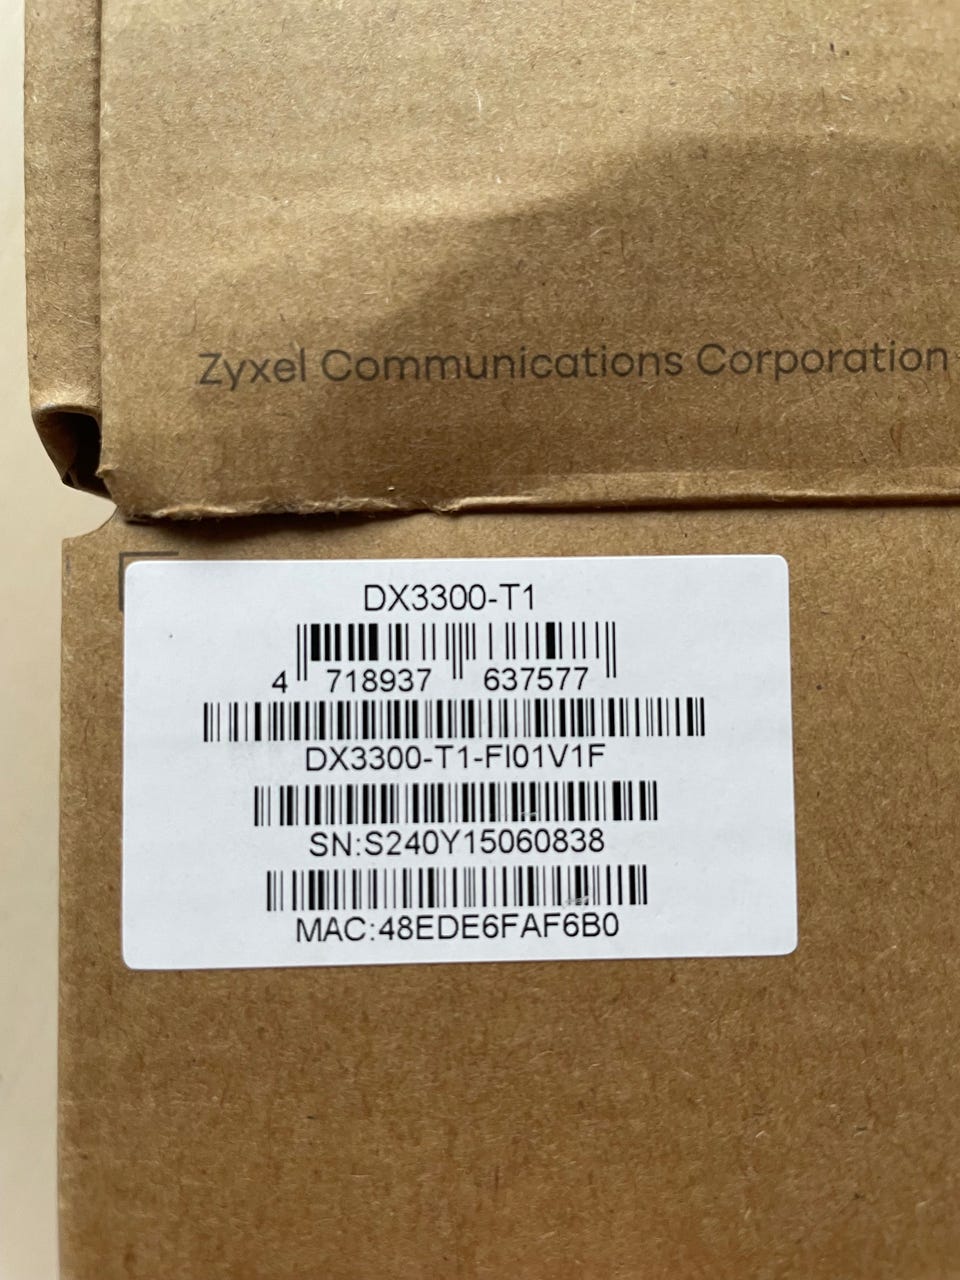 Zyxel Communications Corporation
DX3300-T1
4 718937 637577
DX3300-T1-FI01V1F
SN:S240Y15060838
MAC:48EDE6FAF6B0